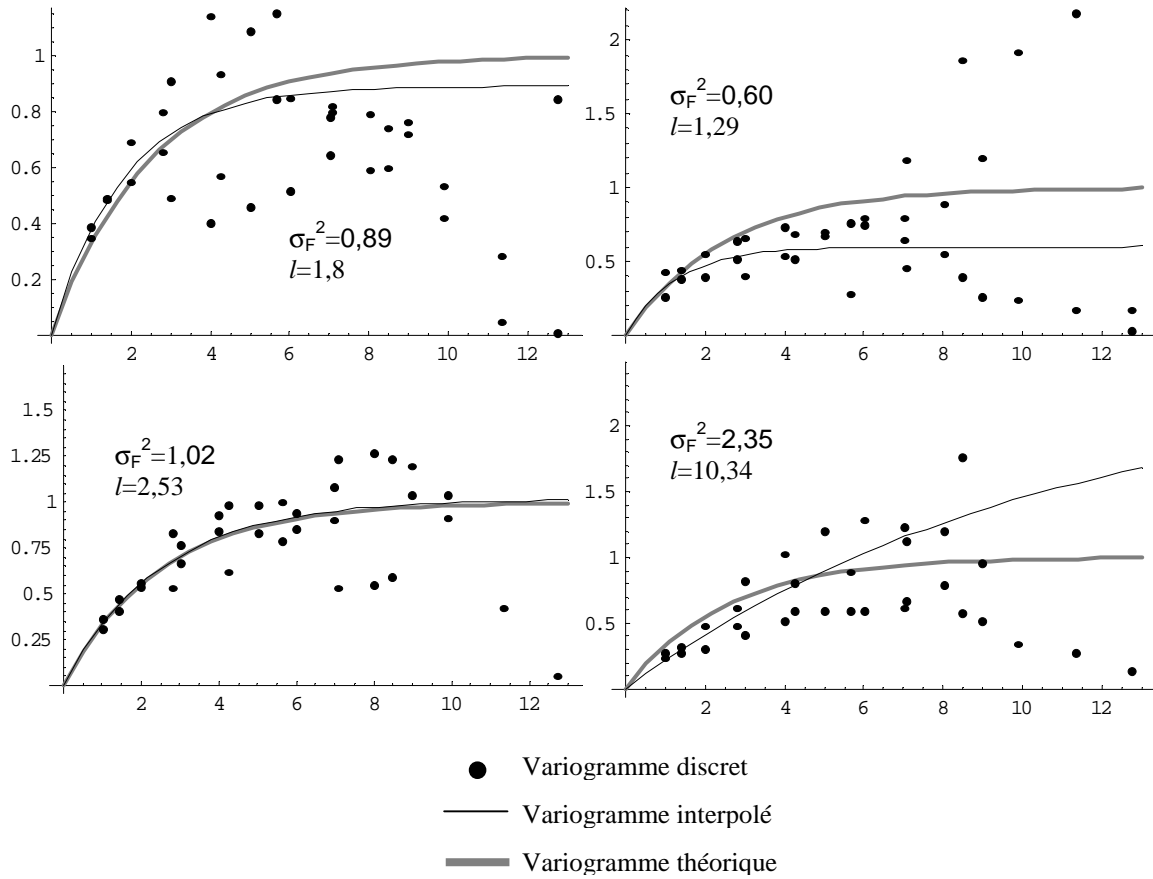 1
0.8
0.6
0.4
0.2
2 4 6 8 10 12
σF²=0,89
l=1,8
2
1.5
1
0.5
2 4 6 8 10 12
σF²=0,60
l=1,29
1.5
1.25
1
0.75
0.5
0.25
2 4 6 8 10 12
σF²=1,02
l=2,53
2
1.5
1
0.5
2 4 6 8 10 12
σF²=2,35
l=10,34
Variogramme discret
Variogramme interpolé
Variogramme théorique